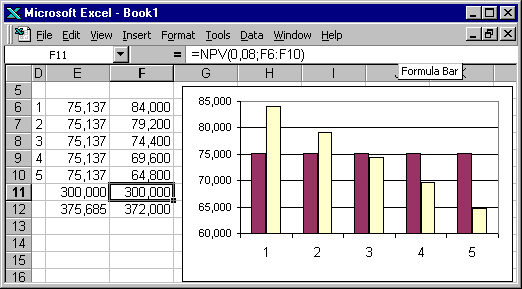 Microsoft Excel - Book1
File Edit View Insert Format Tools Data Window Help
F11 = =NPV(0,08;F6:F10)
Formula Bar
D E F G H I J K
5
6 1 75,137 84,000
7 2 75,137 79,200
8 3 75,137 74,400
9 4 75,137 69,600
10 5 75,137 64,800
11 300,000 300,000
12 375,685 372,000
13
14
15
16
85,000
80,000
75,000
70,000
65,000
60,000
1 2 3 4 5